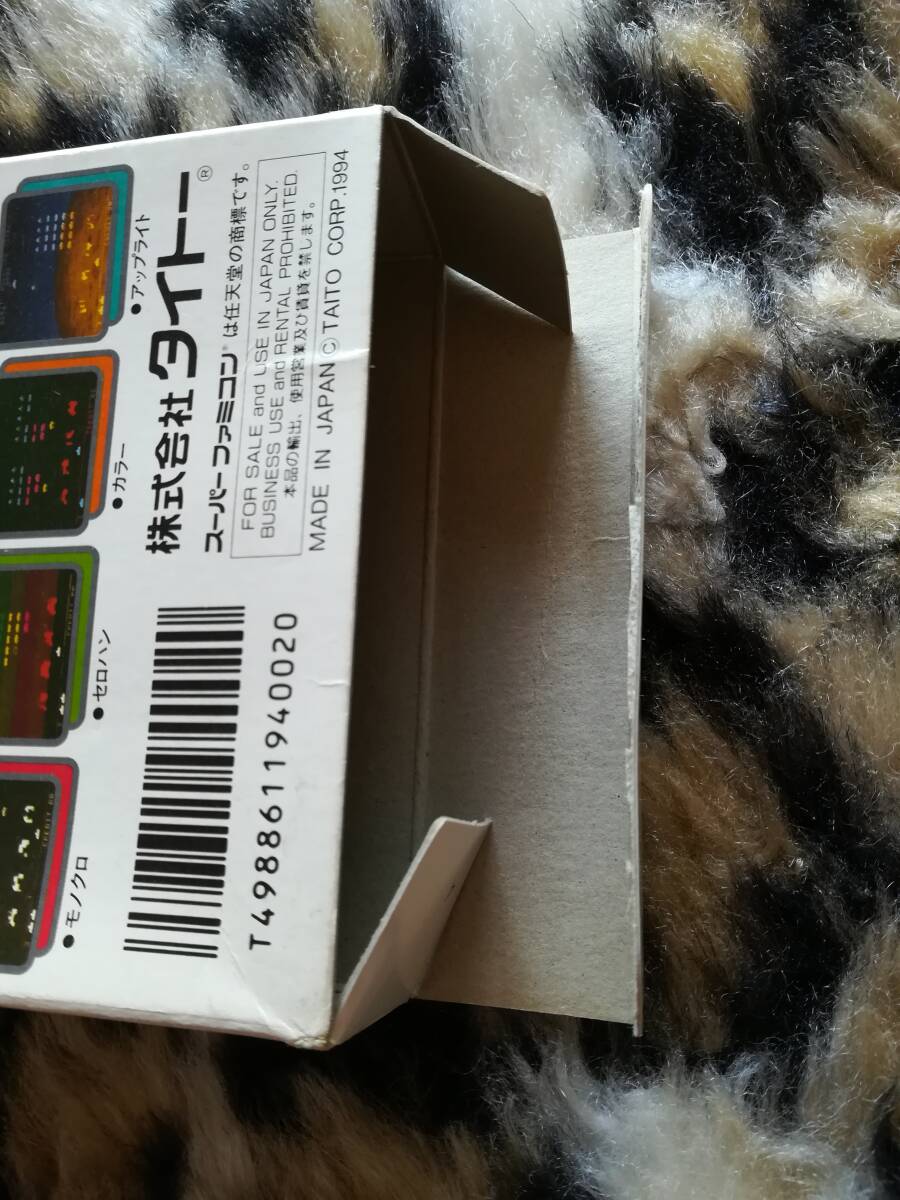 ●モノクロ
●セロハン
●カラー
●アップライト
株式会社タイトー®
スーパーファミコン®は任天堂の商標です。
FOR SALE and USE IN JAPAN ONLY.
BUSINESS USE and RENTAL PROHIBITED.
本品の輸出、使用営業及び賃貸を禁じます。
MADE IN JAPAN © TAITO CORP.1994
T4988611940020